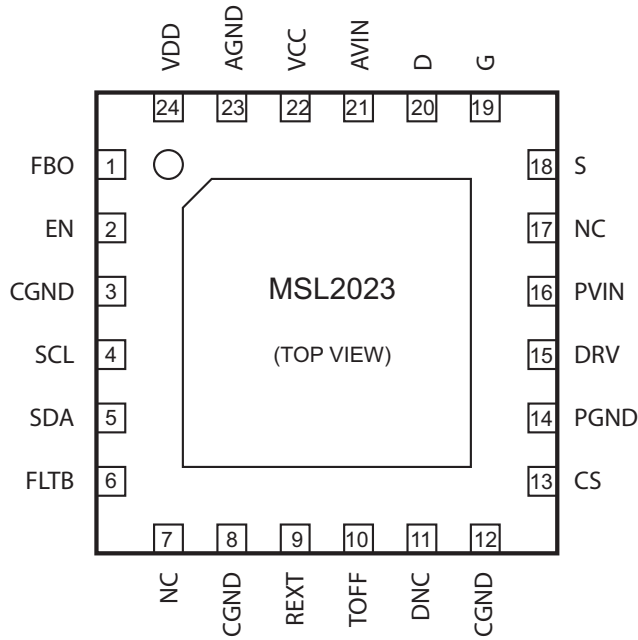 VDD
AGND
VCC
AVIN
D
G
24
23
22
21
20
19
FBO 1
18 S
EN 2
17 NC
CGND 3
MSL2023
16 PVIN
SCL 4
(TOP VIEW)
15 DRV
SDA 5
14 PGND
FLTB 6
13 CS
7
8
9
10
11
12
NC
CGND
REXT
TOFF
DNC
CGND